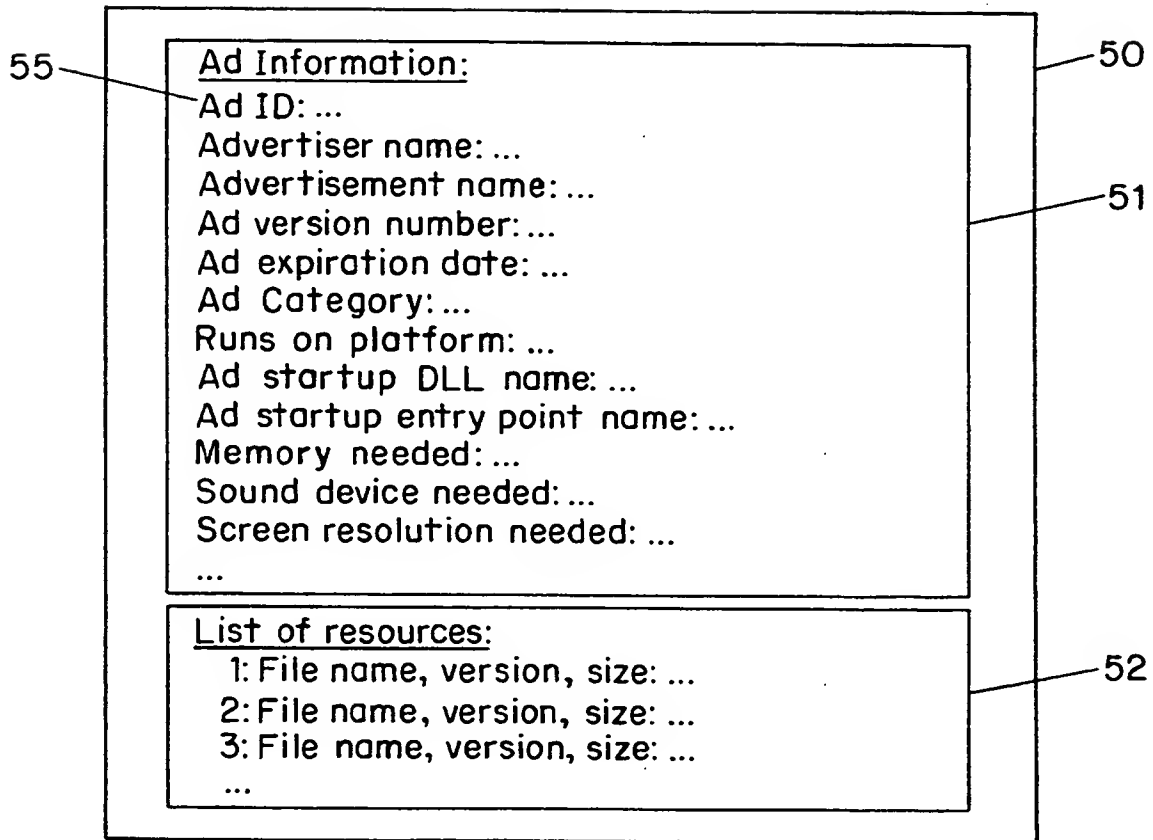 Ad Information:
55
50
Ad ID: ...
Advertiser name: ...
Advertisement name: ...
51
Ad version number: ...
Ad expiration date: ...
Ad Category: ...
Runs on platform: ...
Ad startup DLL name: ...
Ad startup entry point name: ...
Memory needed: ...
Sound device needed: ...
Screen resolution needed: ...
...
List of resources:
1: File name, version, size: ...
52
2: File name, version, size: ...
3: File name, version, size: ...
...